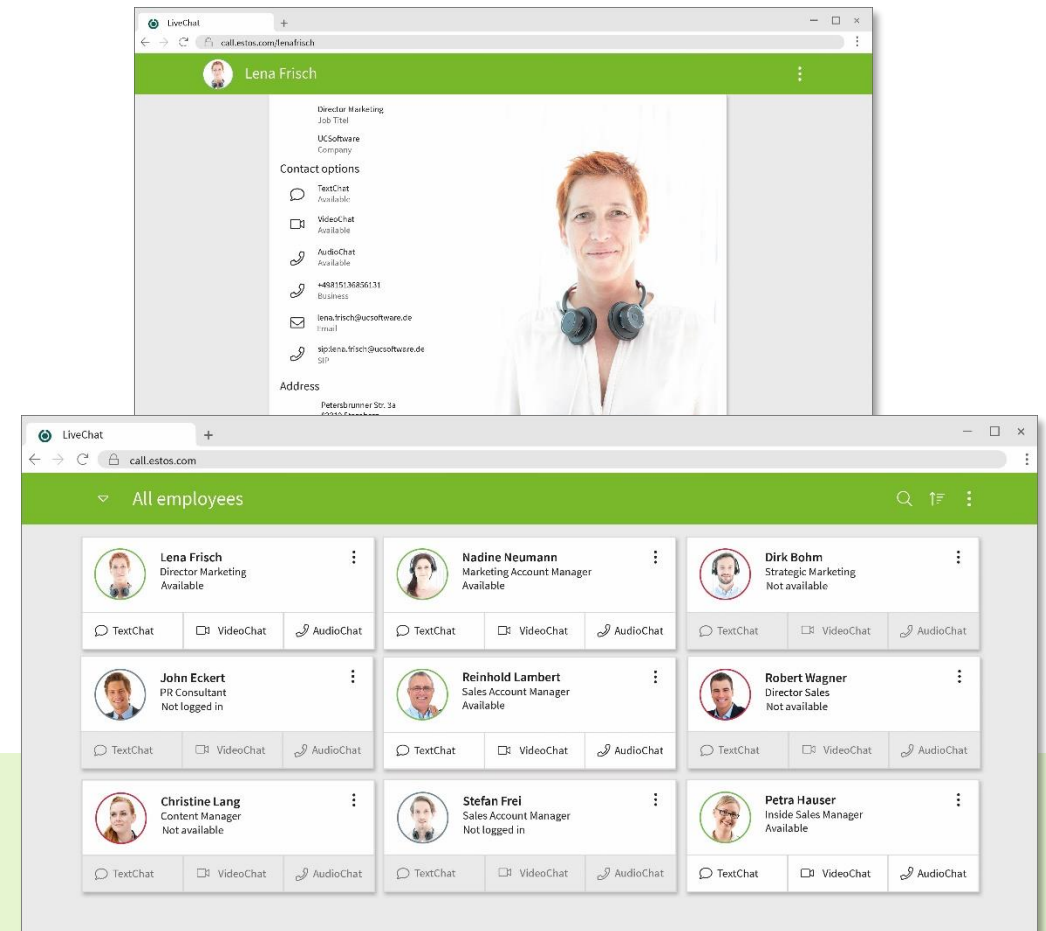 LiveChat
call.estos.com/lenafrisch
Lena Frisch
Director Marketing
Job Titel
UCSoftware
Company
Contact options
TextChat
Available
VideoChat
Available
AudioChat
Available
+49815136856131
Business
lena.frisch@ucsoftware.de
Email
sip:lena.frisch@ucsoftware.de
SIP
Address
Petersbrunner Str. 3a
LiveChat
call.estos.com
All employees
Lena Frisch
Director Marketing
Available
TextChat VideoChat AudioChat
Nadine Neumann
Marketing Account Manager
Available
TextChat VideoChat AudioChat
Dirk Bohm
Strategic Marketing
Not available
TextChat VideoChat AudioChat
John Eckert
PR Consultant
Not logged in
TextChat VideoChat AudioChat
Reinhold Lambert
Sales Account Manager
Available
TextChat VideoChat AudioChat
Robert Wagner
Director Sales
Not available
TextChat VideoChat AudioChat
Christine Lang
Content Manager
Not available
TextChat VideoChat AudioChat
Stefan Frei
Sales Account Manager
Not logged in
TextChat VideoChat AudioChat
Petra Hauser
Inside Sales Manager
Available
TextChat VideoChat AudioChat